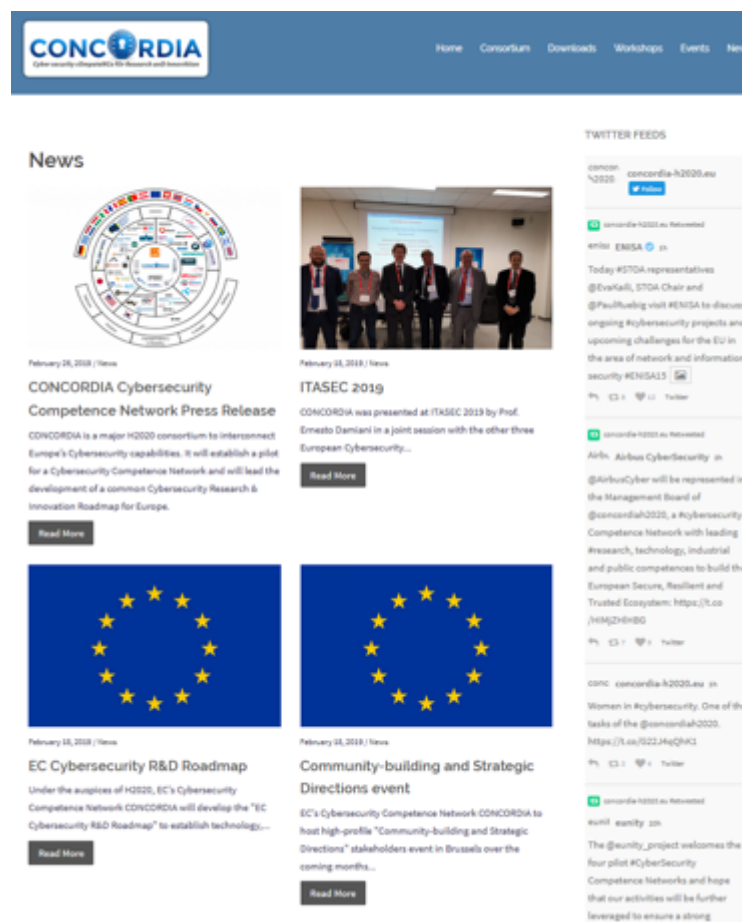 CONCORDIA
Cyber security cOmpeteNCe fOr Research anD InnovAtion
Home Consortium Downloads Workshops Events
News
February 26, 2019 / News
CONCORDIA Cybersecurity
Competence Network Press Release
CONCORDIA is a major H2020 consortium to interconnect
Europe's Cybersecurity capabilities. It will establish a pilot
for a Cybersecurity Competence Network and will lead the
development of a common Cybersecurity Research &
Innovation Roadmap for Europe.
Read More
February 18, 2019 / News
ITASEC 2019
CONCORDIA was presented at ITASEC 2019 by Prof.
Ernesto Damiani in a joint session with the other three
European Cybersecurity...
Read More
February 18, 2019 / News
EC Cybersecurity R&D Roadmap
Under the auspices of H2020, EC's Cybersecurity
Competence Network CONCORDIA will develop the "EC
Cybersecurity R&D Roadmap" to establish technology,...
Read More
February 18, 2019 / News
Community-building and Strategic
Directions event
EC's Cybersecurity Competence Network CONCORDIA to
host high-profile "Community-building and Strategic
Directions" stakeholders event in Brussels over the
coming months...
Read More
TWITTER FEEDS
concordia-h2020.eu
Follow
concordia-h2020.eu Retweeted
ENISA
Today #STOA representatives
@EvaKaili, STOA Chair and
@PaulRuebig visit #ENISA to discuss
ongoing #cybersecurity projects and
upcoming challenges for the EU in
the area of network and information
security #ENISA15
Twitter
concordia-h2020.eu Retweeted
Airbus CyberSecurity
@AirbusCyber will be represented in
the Management Board of
@concordiah2020, a #cybersecurity
Competence Network with leading
#research, technology, industrial
and public competences to build the
European Secure, Resilient and
Trusted Ecosystem: https://t.co
Twitter
concordia-h2020.eu
Women in #cybersecurity. One of the
tasks of the @concordiah2020.
Twitter
concordia-h2020.eu Retweeted
eunity
The @eunity_project welcomes the
four pilot #CyberSecurity
Competence Networks and hope
that our activities will be further
leveraged to ensure a strong